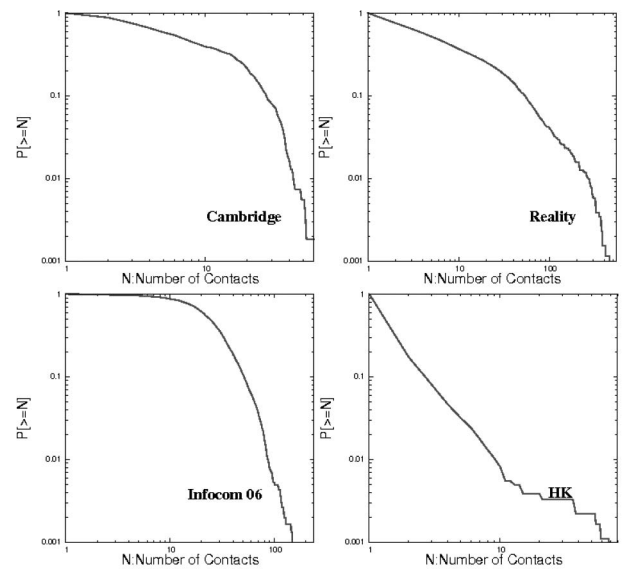 1
0.1
0.01
0.001
P[>=N]
1
10
N:Number of Contacts
Cambridge
1
0.1
0.01
0.001
P[>=N]
1
10
100
N:Number of Contacts
Reality
1
0.1
0.01
0.001
P[>=N]
1
10
100
N:Number of Contacts
Infocom 06
1
0.1
0.01
0.001
P[>=N]
1
10
N:Number of Contacts
HK